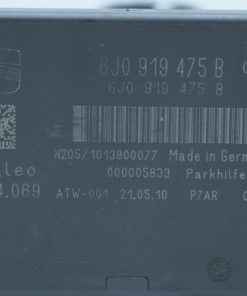 6J0 919 475 B
6J0 919 475 B
N205/1013900077 Made in Germ
leo 000005833 Parkhilfe
4.069 ATW-001 21.05.10 P7AR